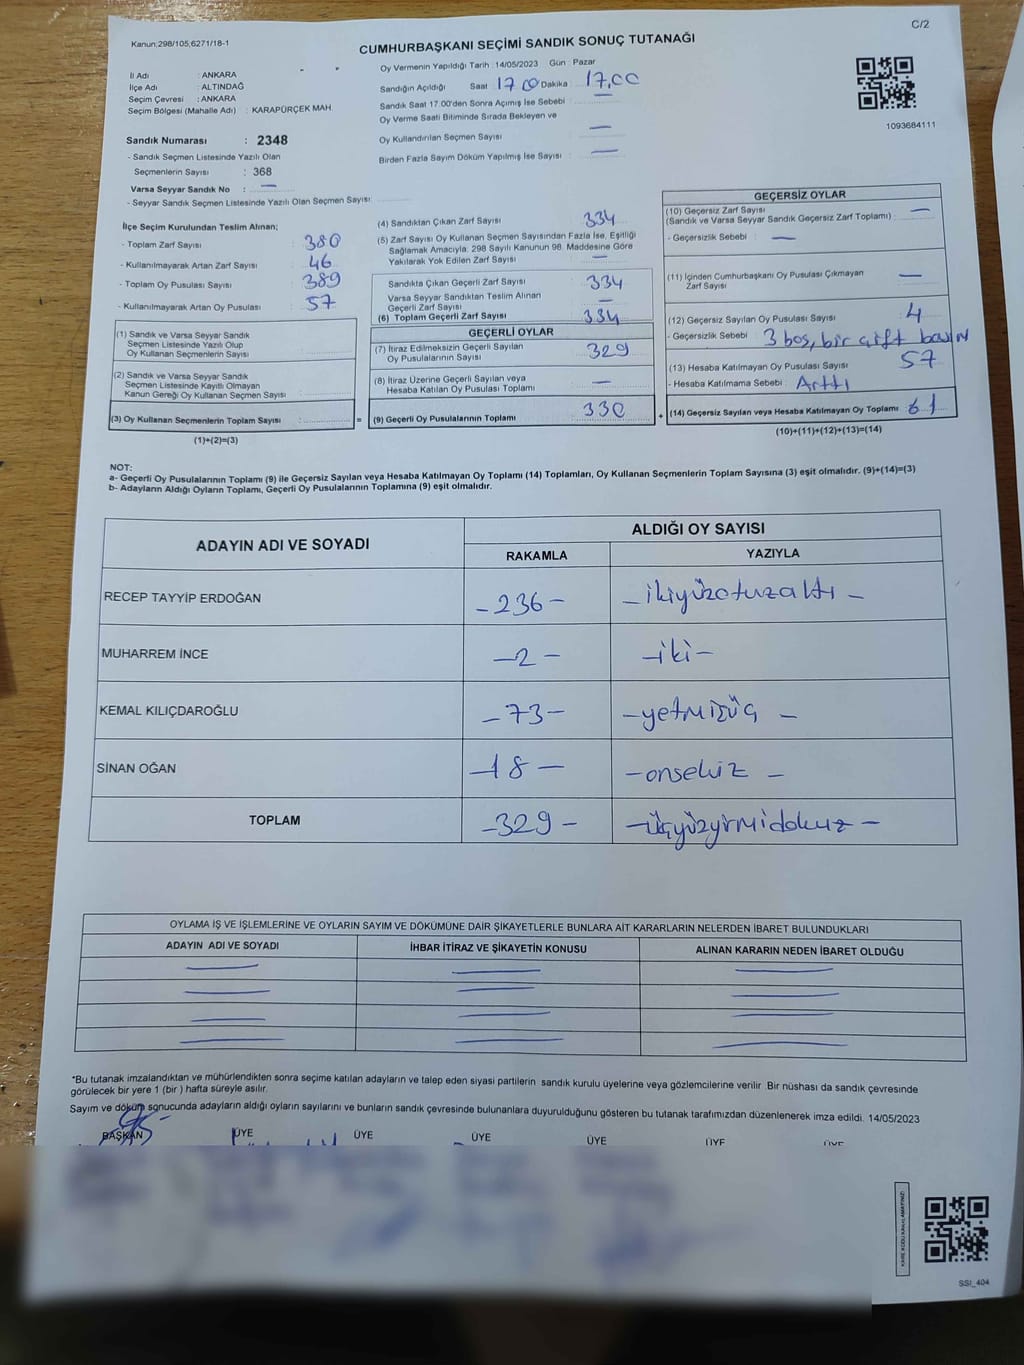 C/2
Kanun;298/105,6271/18-1
CUMHURBAŞKANI SEÇİMİ SANDIK SONUÇ TUTANAĞI
İl Adı : ANKARA
İlçe Adı : ALTINDAĞ
Seçim Çevresi : ANKARA
Seçim Bölgesi (Mahalle Adı) : KARAPÜRÇEK MAH.
Sandık Numarası : 2348
- Sandık Seçmen Listesinde Yazılı Olan
Seçmenlerin Sayısı : 368
Varsa Seyyar Sandık No : —
- Seyyar Sandık Seçmen Listesinde Yazılı Olan Seçmen Sayısı:
Oy Vermenin Yapıldığı Tarih :14/05/2023 Gün : Pazar
Sandığın Açıldığı Saat 17 00 Dakika : 17,00
Sandık Saat 17.00'den Sonra Açımış İse Sebebi : —
Oy Verme Saati Bitiminde Sırada Bekleyen ve
Oy Kullandırılan Seçmen Sayısı : —
Birden Fazla Sayım Döküm Yapılmış İse Sayısı : —
1093684111
İlçe Seçim Kurulundan Teslim Alınan;
- Toplam Zarf Sayısı : 380
- Kullanılmayarak Artan Zarf Sayısı : 46
- Toplam Oy Pusulası Sayısı : 389
- Kullanılmayarak Artan Oy Pusulası : 57
(1) Sandık ve Varsa Seyyar Sandık
Seçmen Listesinde Yazılı Olup
Oy Kullanan Seçmenlerin Sayısı :
(2) Sandık ve Varsa Seyyar Sandık
Seçmen Listesinde Kayıtlı Olmayan
Kanun Gereği Oy Kullanan Seçmen Sayısı :
(3) Oy Kullanan Seçmenlerin Toplam Sayısı :
(1)+(2)=(3)
(4) Sandıktan Çıkan Zarf Sayısı : 334
(5) Zarf Sayısı Oy Kullanan Seçmen Sayısından Fazla İse, Eşitliği
Sağlamak Amacıyla, 298 Sayılı Kanunun 98. Maddesine Göre
Yakılarak Yok Edilen Zarf Sayısı : —
Sandıkta Çıkan Geçerli Zarf Sayısı : 334
Varsa Seyyar Sandıktan Teslim Alınan
Geçerli Zarf Sayısı : —
(6) Toplam Geçerli Zarf Sayısı : 334
GEÇERLİ OYLAR
(7) İtiraz Edilmeksizin Geçerli Sayılan
Oy Pusulalarının Sayısı : 329
(8) İtiraz Üzerine Geçerli Sayılan veya
Hesaba Katılan Oy Pusulası Toplamı : —
= (9) Geçerli Oy Pusulalarının Toplamı : 330
GEÇERSİZ OYLAR
(10) Geçersiz Zarf Sayısı
(Sandık ve Varsa Seyyar Sandık Geçersiz Zarf Toplamı) : —
- Geçersizlik Sebebi : —
(11) İçinden Cumhurbaşkanı Oy Pusulası Çıkmayan
Zarf Sayısı : —
(12) Geçersiz Sayılan Oy Pusulası Sayısı : 4
- Geçersizlik Sebebi : 3 boş, bir çift basım
(13) Hesaba Katılmayan Oy Pusulası Sayısı : 57
- Hesaba Katılmama Sebebi : Arttı
+ (14) Geçersiz Sayılan veya Hesaba Katılmayan Oy Toplamı : 61
(10)+(11)+(12)+(13)=(14)
NOT:
a- Geçerli Oy Pusulalarının Toplamı (9) ile Geçersiz Sayılan veya Hesaba Katılmayan Oy Toplamı (14) Toplamları, Oy Kullanan Seçmenlerin Toplam Sayısına (3) eşit olmalıdır. (9)+(14)=(3)
b- Adayların Aldığı Oyların Toplamı, Geçerli Oy Pusulalarının Toplamına (9) eşit olmalıdır.
ADAYIN ADI VE SOYADI ALDIĞI OY SAYISI
RAKAMLA YAZIYLA
RECEP TAYYİP ERDOĞAN -236- -ikiyüzotuzaltı-
MUHARREM İNCE -2- -iki-
KEMAL KILIÇDAROĞLU -73- -yetmişüç-
SİNAN OĞAN -18- -onsekiz-
TOPLAM -329- -üçyüzyirmidokuz-
OYLAMA İŞ VE İŞLEMLERİNE VE OYLARIN SAYIM VE DÖKÜMÜNE DAİR ŞİKAYETLERLE BUNLARA AİT KARARLARIN NELERDEN İBARET BULUNDUKLARI
ADAYIN ADI VE SOYADI İHBAR İTİRAZ VE ŞİKAYETİN KONUSU ALINAN KARARIN NEDEN İBARET OLDUĞU
*Bu tutanak imzalandıktan ve mühürlendikten sonra seçime katılan adayların ve talep eden siyasi partilerin sandık kurulu üyelerine veya gözlemcilerine verilir. Bir nüshası da sandık çevresinde
görülecek bir yere 1 (bir ) hafta süreyle asılır.
Sayım ve döküm sonucunda adayların aldığı oyların sayılarını ve bunların sandık çevresinde bulunanlara duyurulduğunu gösteren bu tutanak tarafımızdan düzenlenerek imza edildi. 14/05/2023
BAŞKAN ÜYE ÜYE ÜYE ÜYE ÜYE ÜYE
SSI_404